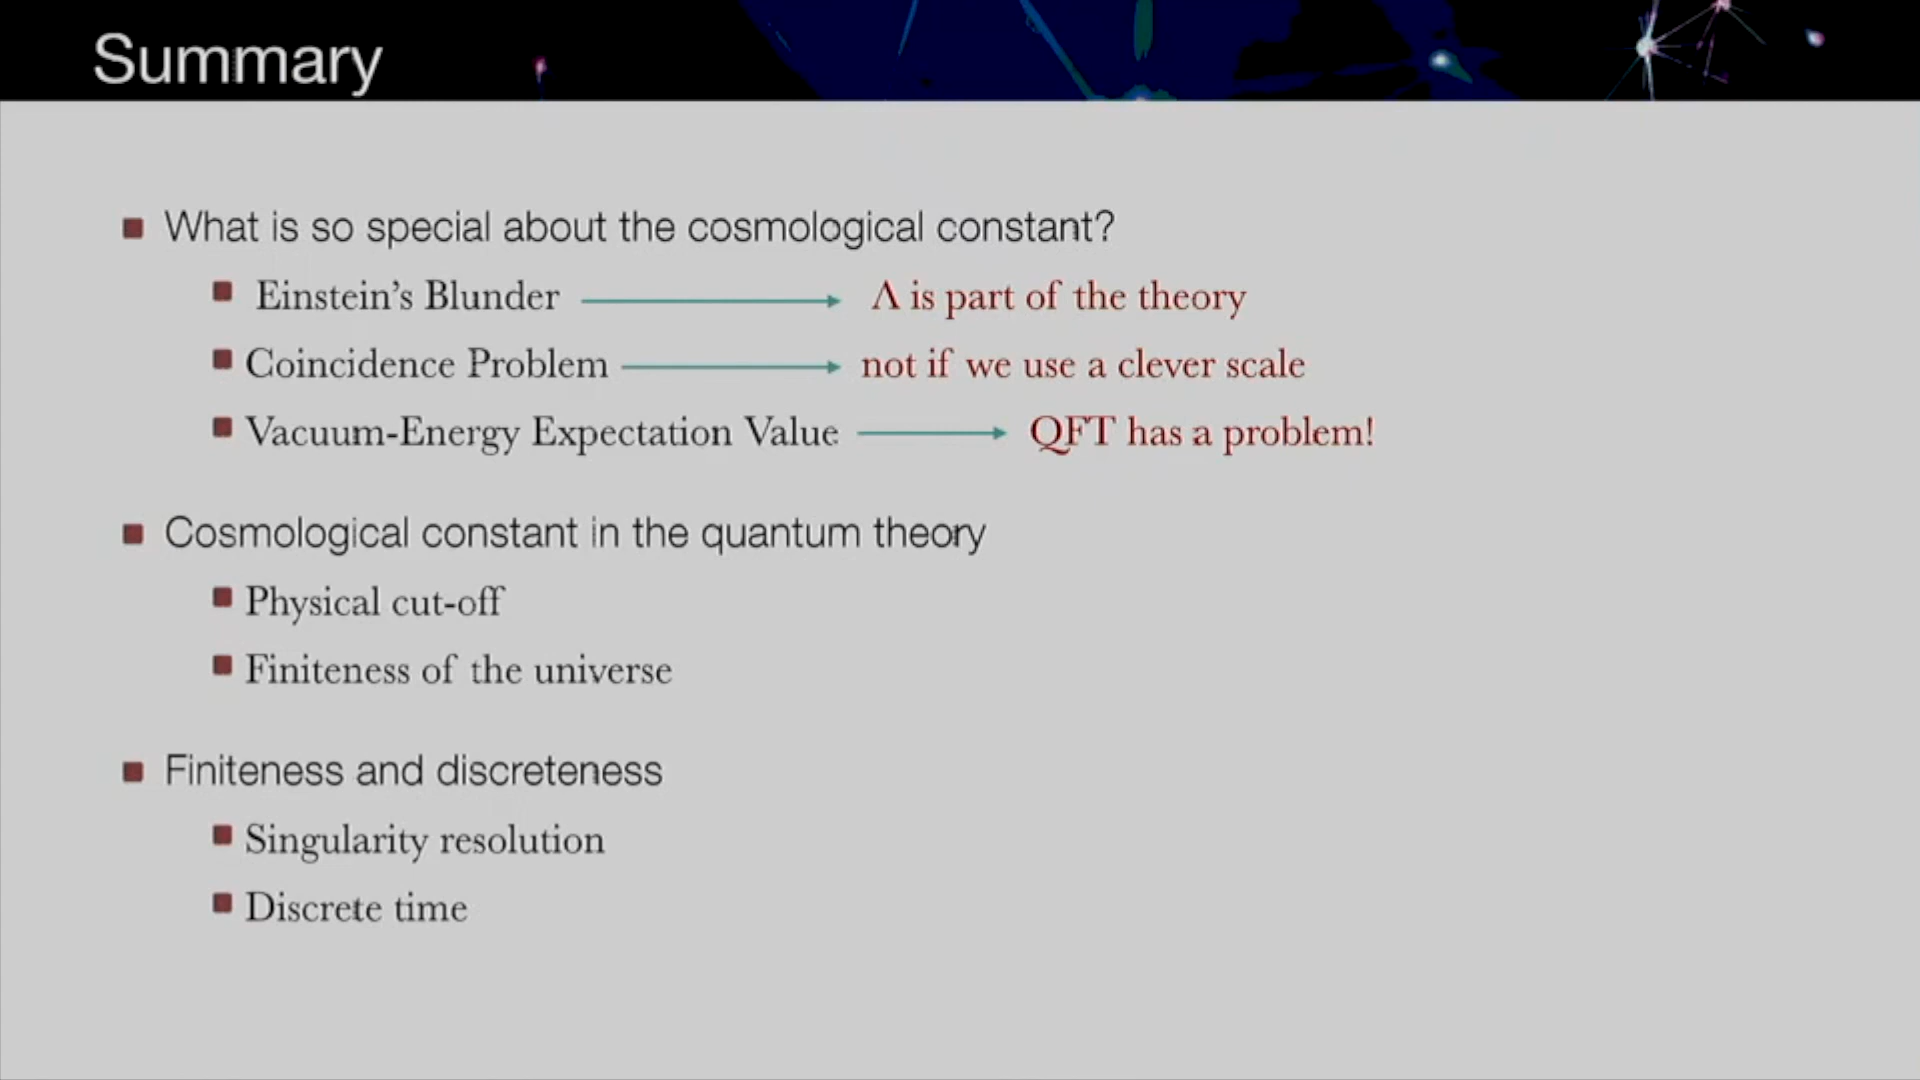 Summary
What is so special about the cosmological constant?
Einstein's Blunder Λ is part of the theory
Coincidence Problem not if we use a clever scale
Vacuum-Energy Expectation Value QFT has a problem!
Cosmological constant in the quantum theory
Physical cut-off
Finiteness of the universe
Finiteness and discreteness
Singularity resolution
Discrete time